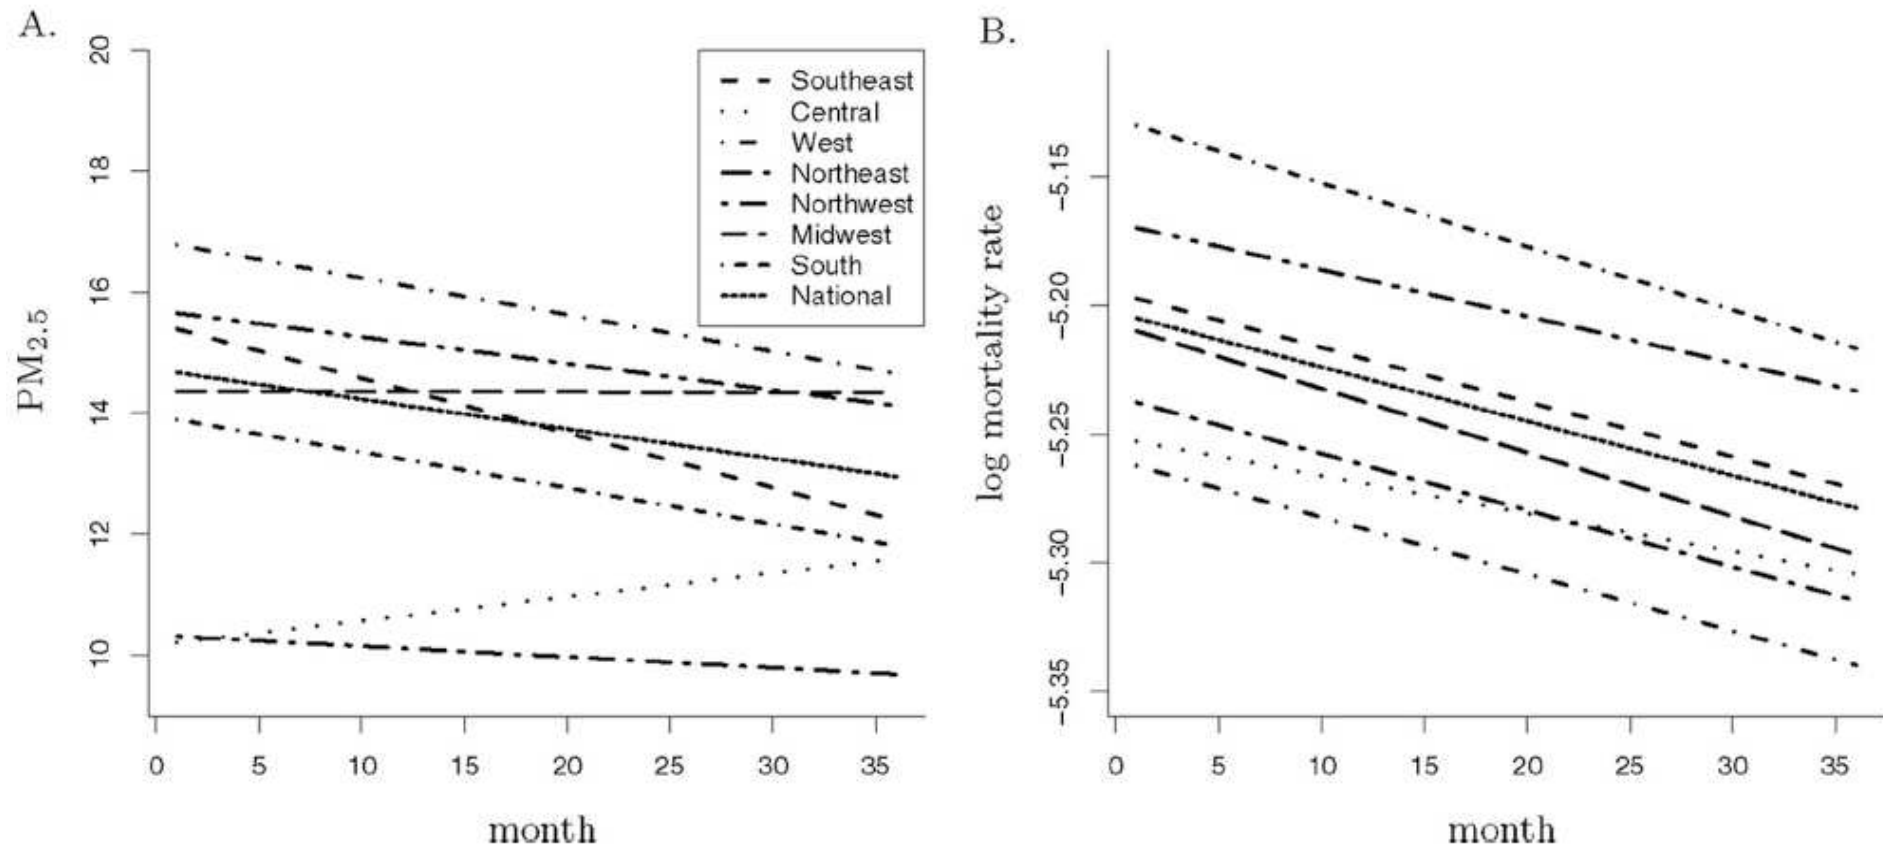 A.
20
18
16
14
12
10
PM2.5
Southeast
Central
West
Northeast
Northwest
Midwest
South
National
0 5 10 15 20 25 30 35
month
B.
-5.15
-5.20
-5.25
-5.30
-5.35
log mortality rate
0 5 10 15 20 25 30 35
month